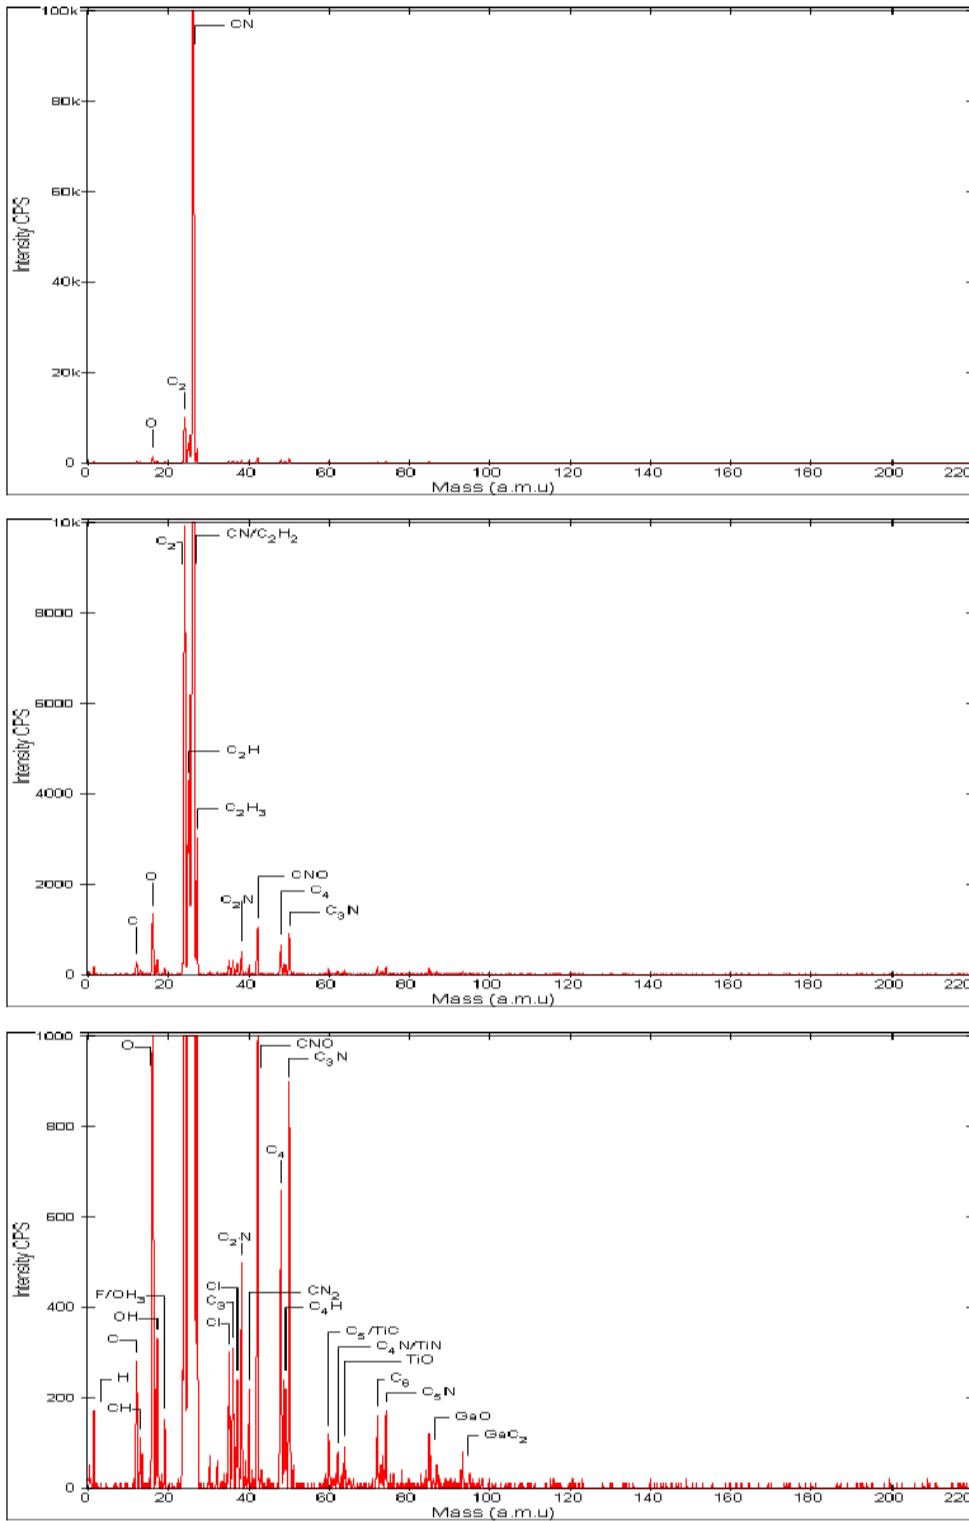 100k
CN
80k
60k
Intensity CPS
40k
20k
C2
O
0
0 20 40 60 80 100 120 140 160 180 200 220
Mass (a.m.u)
10k
C2
CN/C2H2
8000
6000
Intensity CPS
C2H
4000
C2H3
2000
O
C
C2N
CNO
C4
C3N
0
0 20 40 60 80 100 120 140 160 180 200 220
Mass (a.m.u)
1000
O
CNO
C3N
800
C4
600
Intensity CPS
C2N
400
F/OH3
OH
C
Cl
C3
Cl
CN2
C4H
C5/TiC
C4N/TiN
TiO
200
H
CH
C6
C5N
GaO
GaC2
0
0 20 40 60 80 100 120 140 160 180 200 220
Mass (a.m.u)